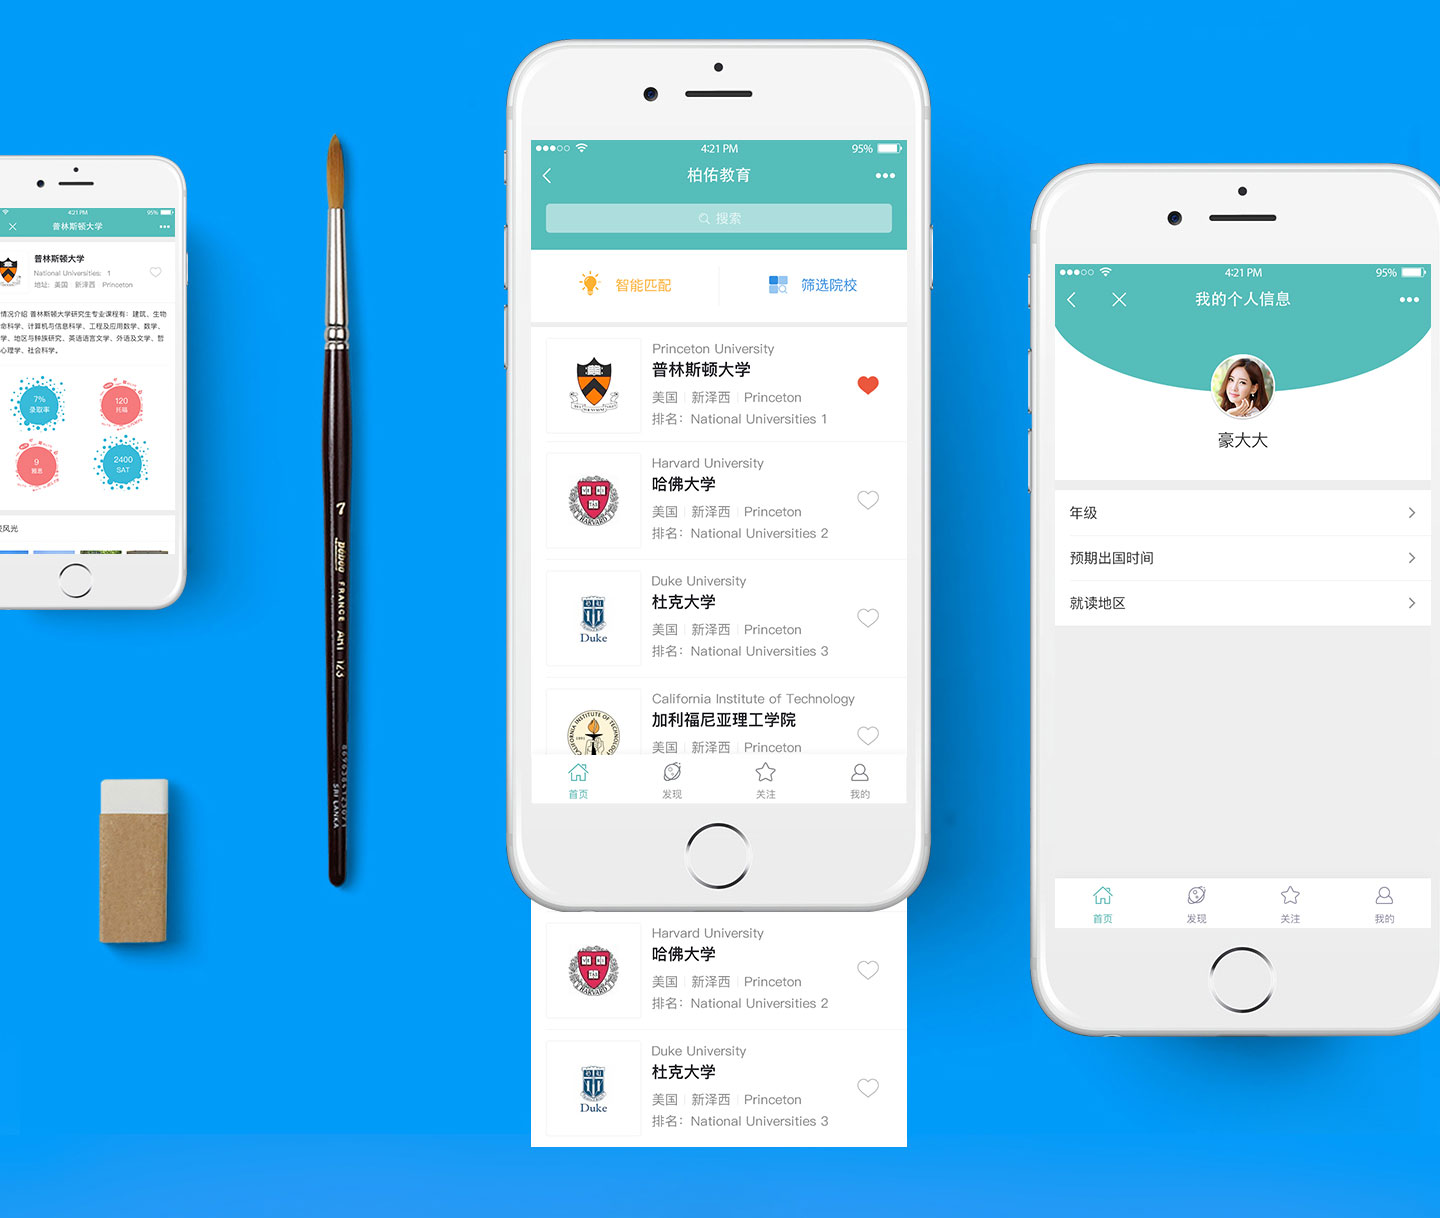 4:21 PM
95%
普林斯顿大学
普林斯顿大学
National Universities: 1
地址: 美国 新泽西 Princeton
情况介绍 普林斯顿大学研究生专业课程有: 建筑、生物
命科学、计算机与信息科学、工程及应用数学、数学、
学、地区与种族研究、英语语言文学、外语及文学、哲
心理学、社会科学。
7%
录取率
120
托福
9
雅思
2400
SAT
风光
7
FRANCE
SRI LANKA
4:21 PM
95%
柏佑教育
搜索
智能匹配
筛选院校
Princeton University
普林斯顿大学
美国 新泽西 Princeton
排名: National Universities 1
Harvard University
哈佛大学
美国 新泽西 Princeton
排名: National Universities 2
HARVARD
Duke University
杜克大学
美国 新泽西 Princeton
排名: National Universities 3
Duke
California Institute of Technology
加利福尼亚理工学院
美国 新泽西 Princeton
CALIFORNIA INSTITUTE OF TECHNOLOGY
1891
首页
发现
关注
我的
Harvard University
哈佛大学
美国 新泽西 Princeton
排名: National Universities 2
HARVARD
Duke University
杜克大学
美国 新泽西 Princeton
排名: National Universities 3
Duke
4:21 PM
95%
我的个人信息
豪大大
年级
预期出国时间
就读地区
首页
发现
关注
我的